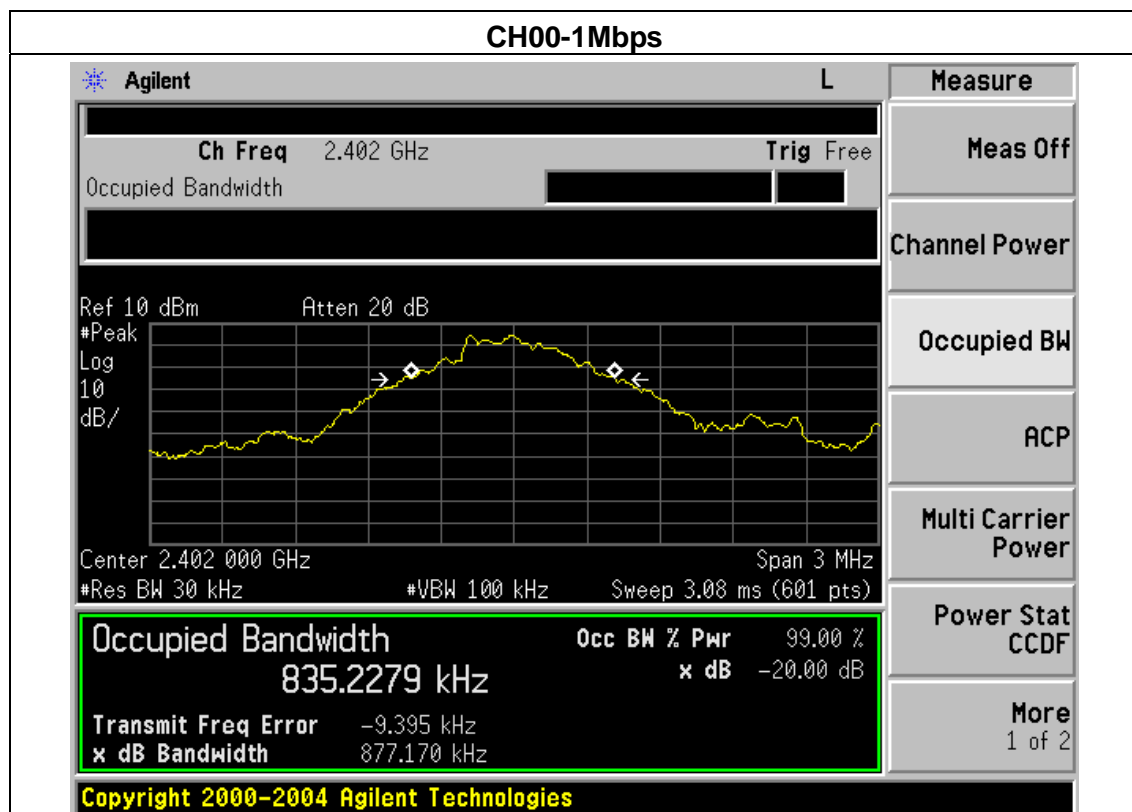 CH00-1Mbps
Agilent L
Measure
Ch Freq 2.402 GHz Trig Free
Occupied Bandwidth
Meas Off
Channel Power
Occupied BW
ACP
Multi Carrier
Power
Power Stat
CCDF
More
1 of 2
Ref 10 dBm Atten 20 dB
#Peak
Log
10
dB/
Center 2.402 000 GHz Span 3 MHz
#Res BW 30 kHz #VBW 100 kHz Sweep 3.08 ms (601 pts)
Occupied Bandwidth
835.2279 kHz
Occ BW % Pwr 99.00 %
x dB -20.00 dB
Transmit Freq Error -9.395 kHz
x dB Bandwidth 877.170 kHz
Copyright 2000-2004 Agilent Technologies